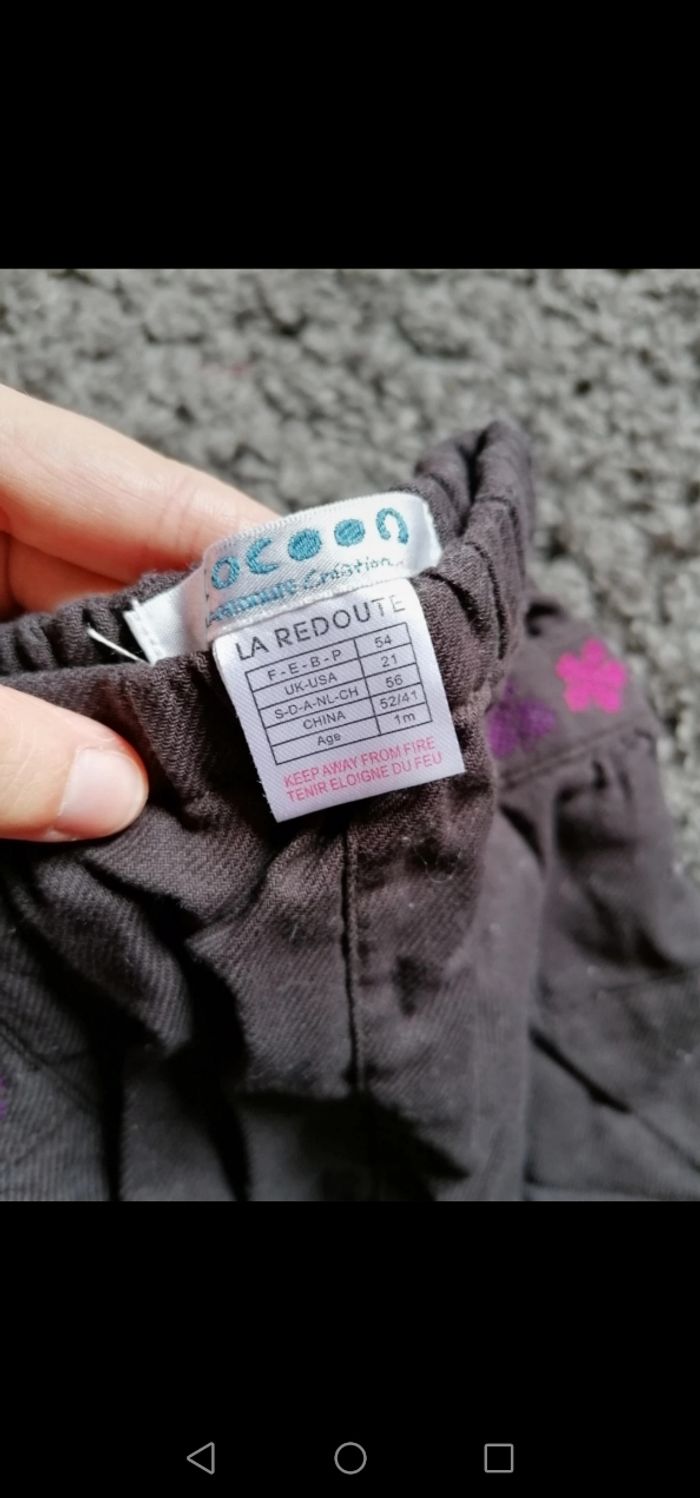 COCOON
Création
LA REDOUTE
F-E-B-P 54
UK-USA 21
S-D-A-NL-CH 56
CHINA 52/41
Age 1m
KEEP AWAY FROM FIRE
TENIR ELOIGNE DU FEU